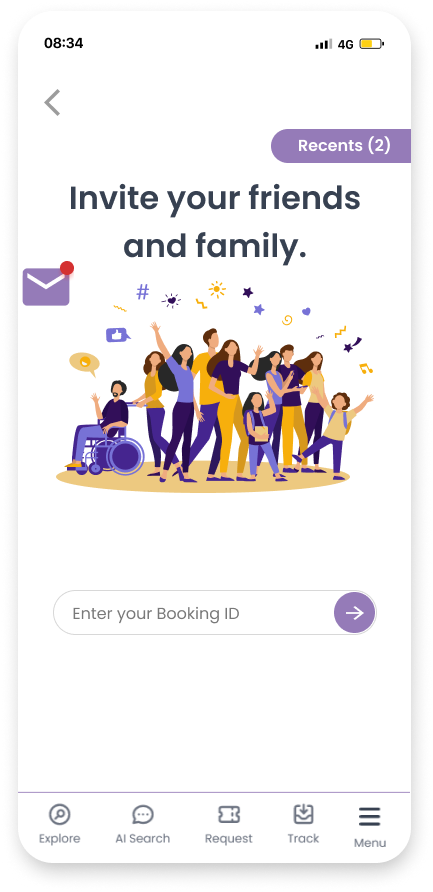 08:34
4G
Recents (2)
Invite your friends
and family.
#
Enter your Booking ID
Explore
AI Search
Request
Track
Menu